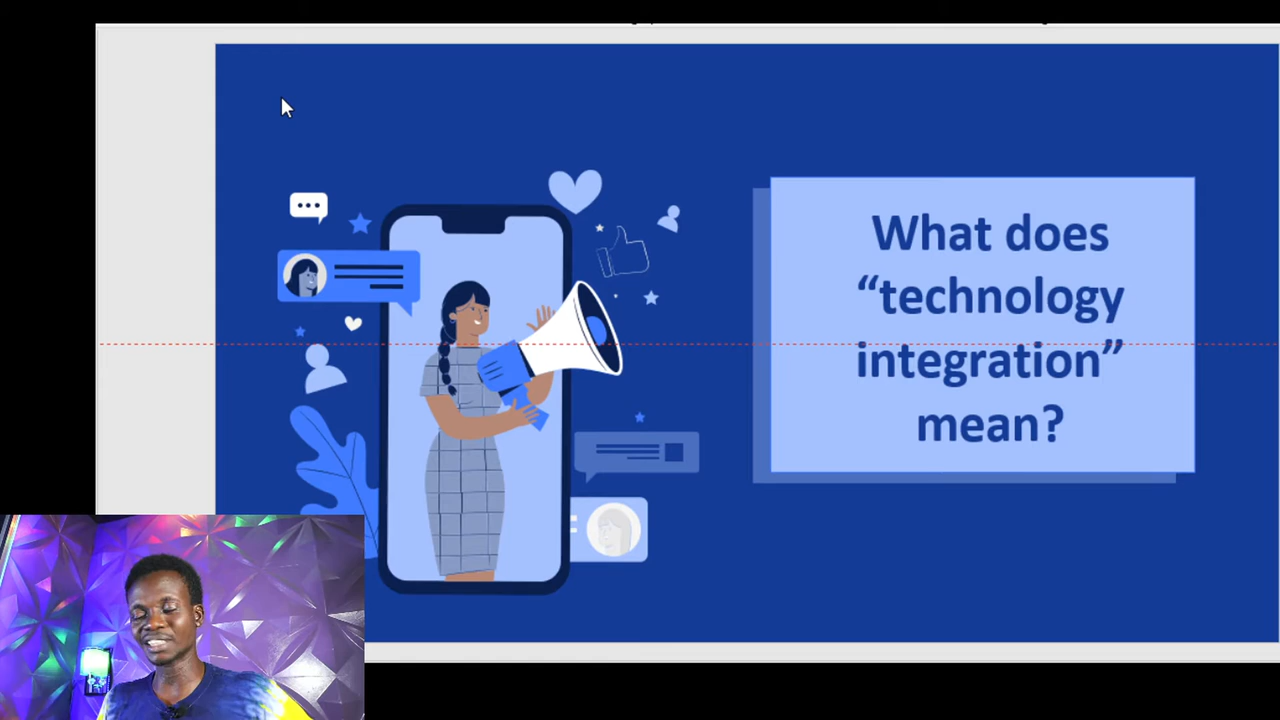 What does
“technology
integration”
mean?